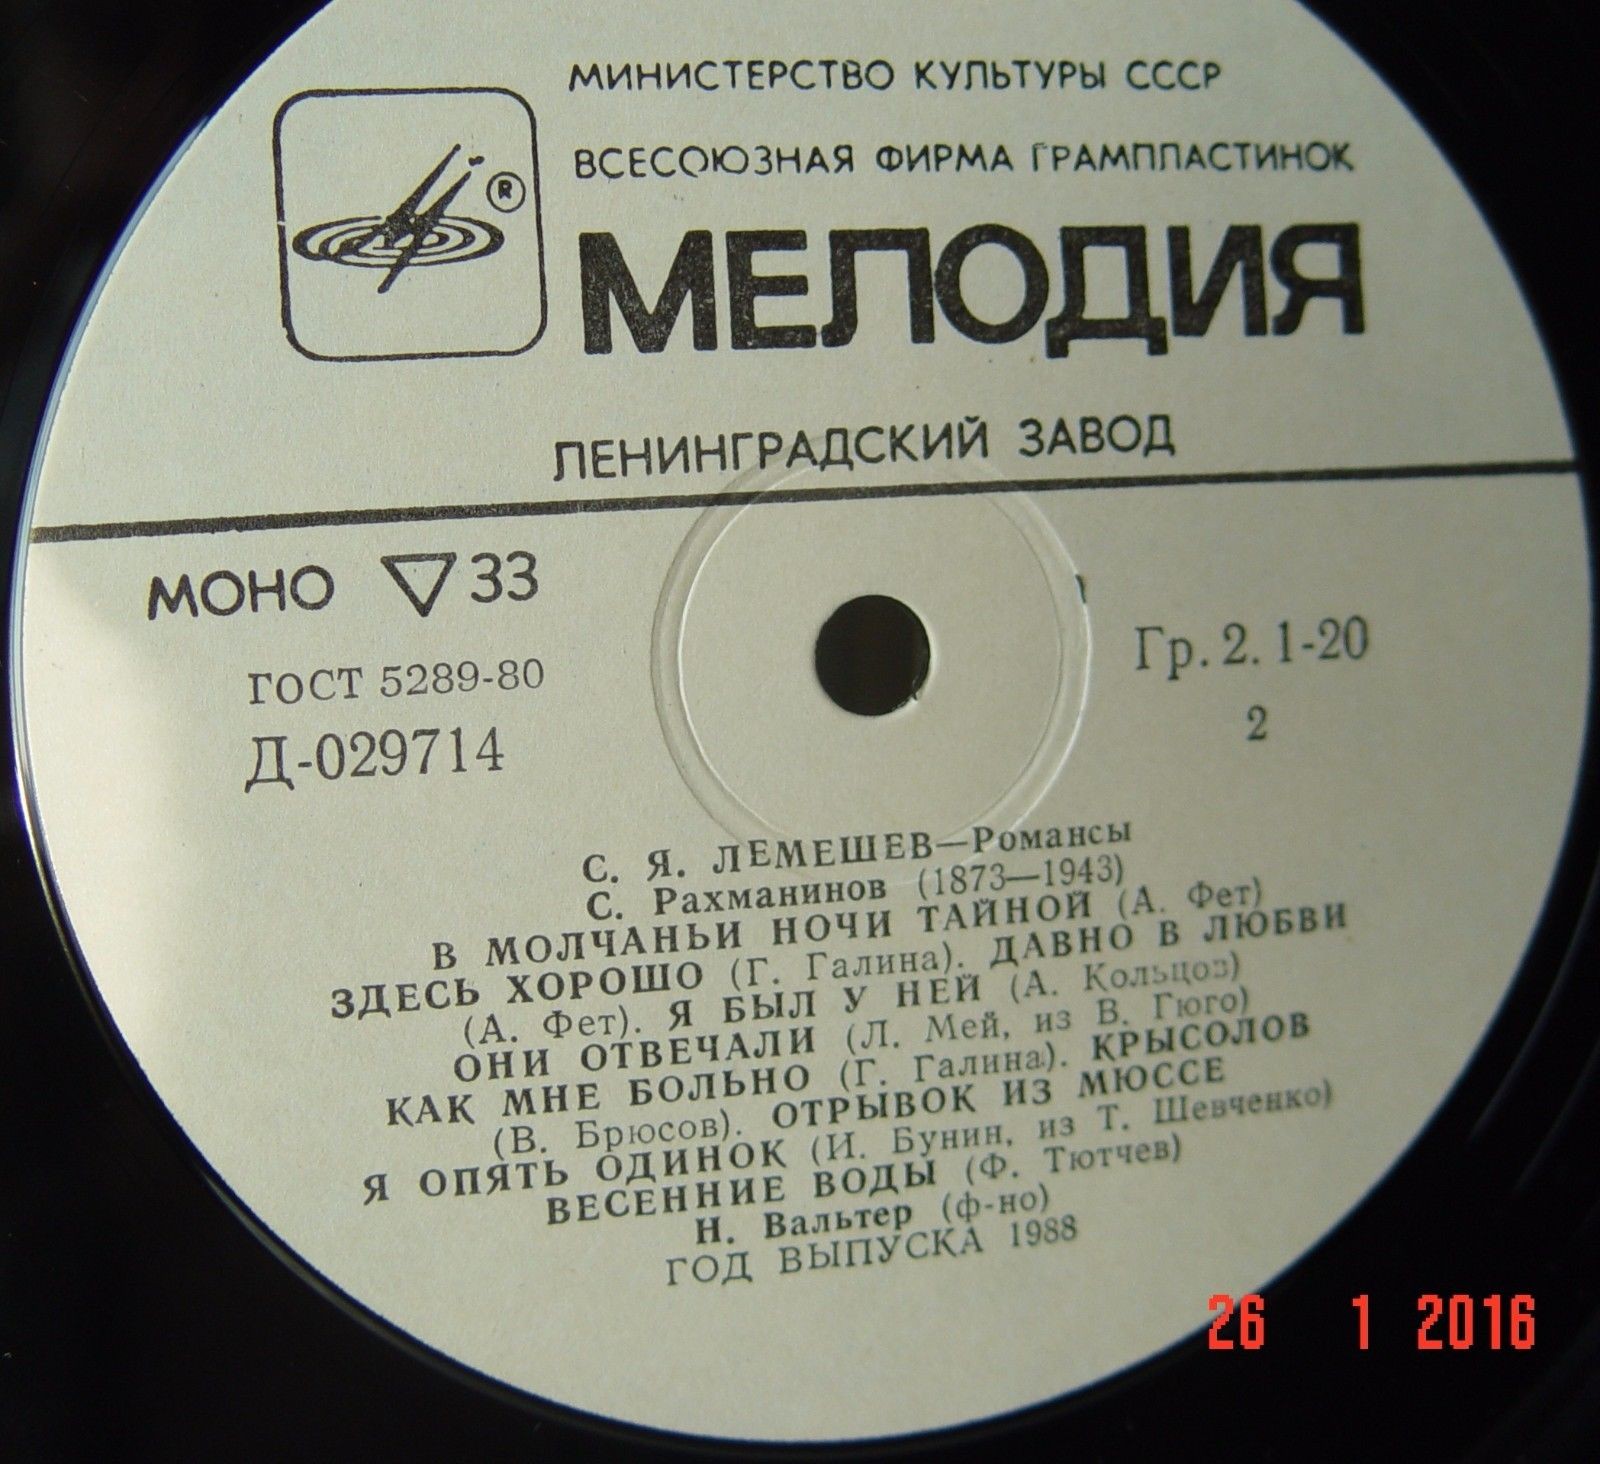 МИНИСТЕРСТВО КУЛЬТУРЫ СССР
ВСЕСОЮЗНАЯ ФИРМА ГРАМППАСТИНОК
®
МЕЛОДИЯ
ЛЕНИНГРАДСКИЙ ЗАВОД
МОНО ▽ 33
ГОСТ 5289-80
Д-029714
Гр. 2. 1-20
2
С. Я. ЛЕМЕШЕВ—Романсы
С. Рахманинов (1873—1943)
В МОЛЧАНЬИ НОЧИ ТАЙНОЙ (А. Фет)
ЗДЕСЬ ХОРОШО (Г. Галина). ДАВНО В ЛЮБВИ
(А. Фет). Я БЫЛ У НЕЙ (А. Кольцов)
ОНИ ОТВЕЧАЛИ (Л. Мей, из В. Гюго)
КАК МНЕ БОЛЬНО (Г. Галина). КРЫСОЛОВ
(В. Брюсов). ОТРЫВОК ИЗ МЮССЕ
Я ОПЯТЬ ОДИНОК (И. Бунин, из Т. Шевченко)
ВЕСЕННИЕ ВОДЫ (Ф. Тютчев)
Н. Вальтер (ф-но)
ГОД ВЫПУСКА 1988
26 1 2016